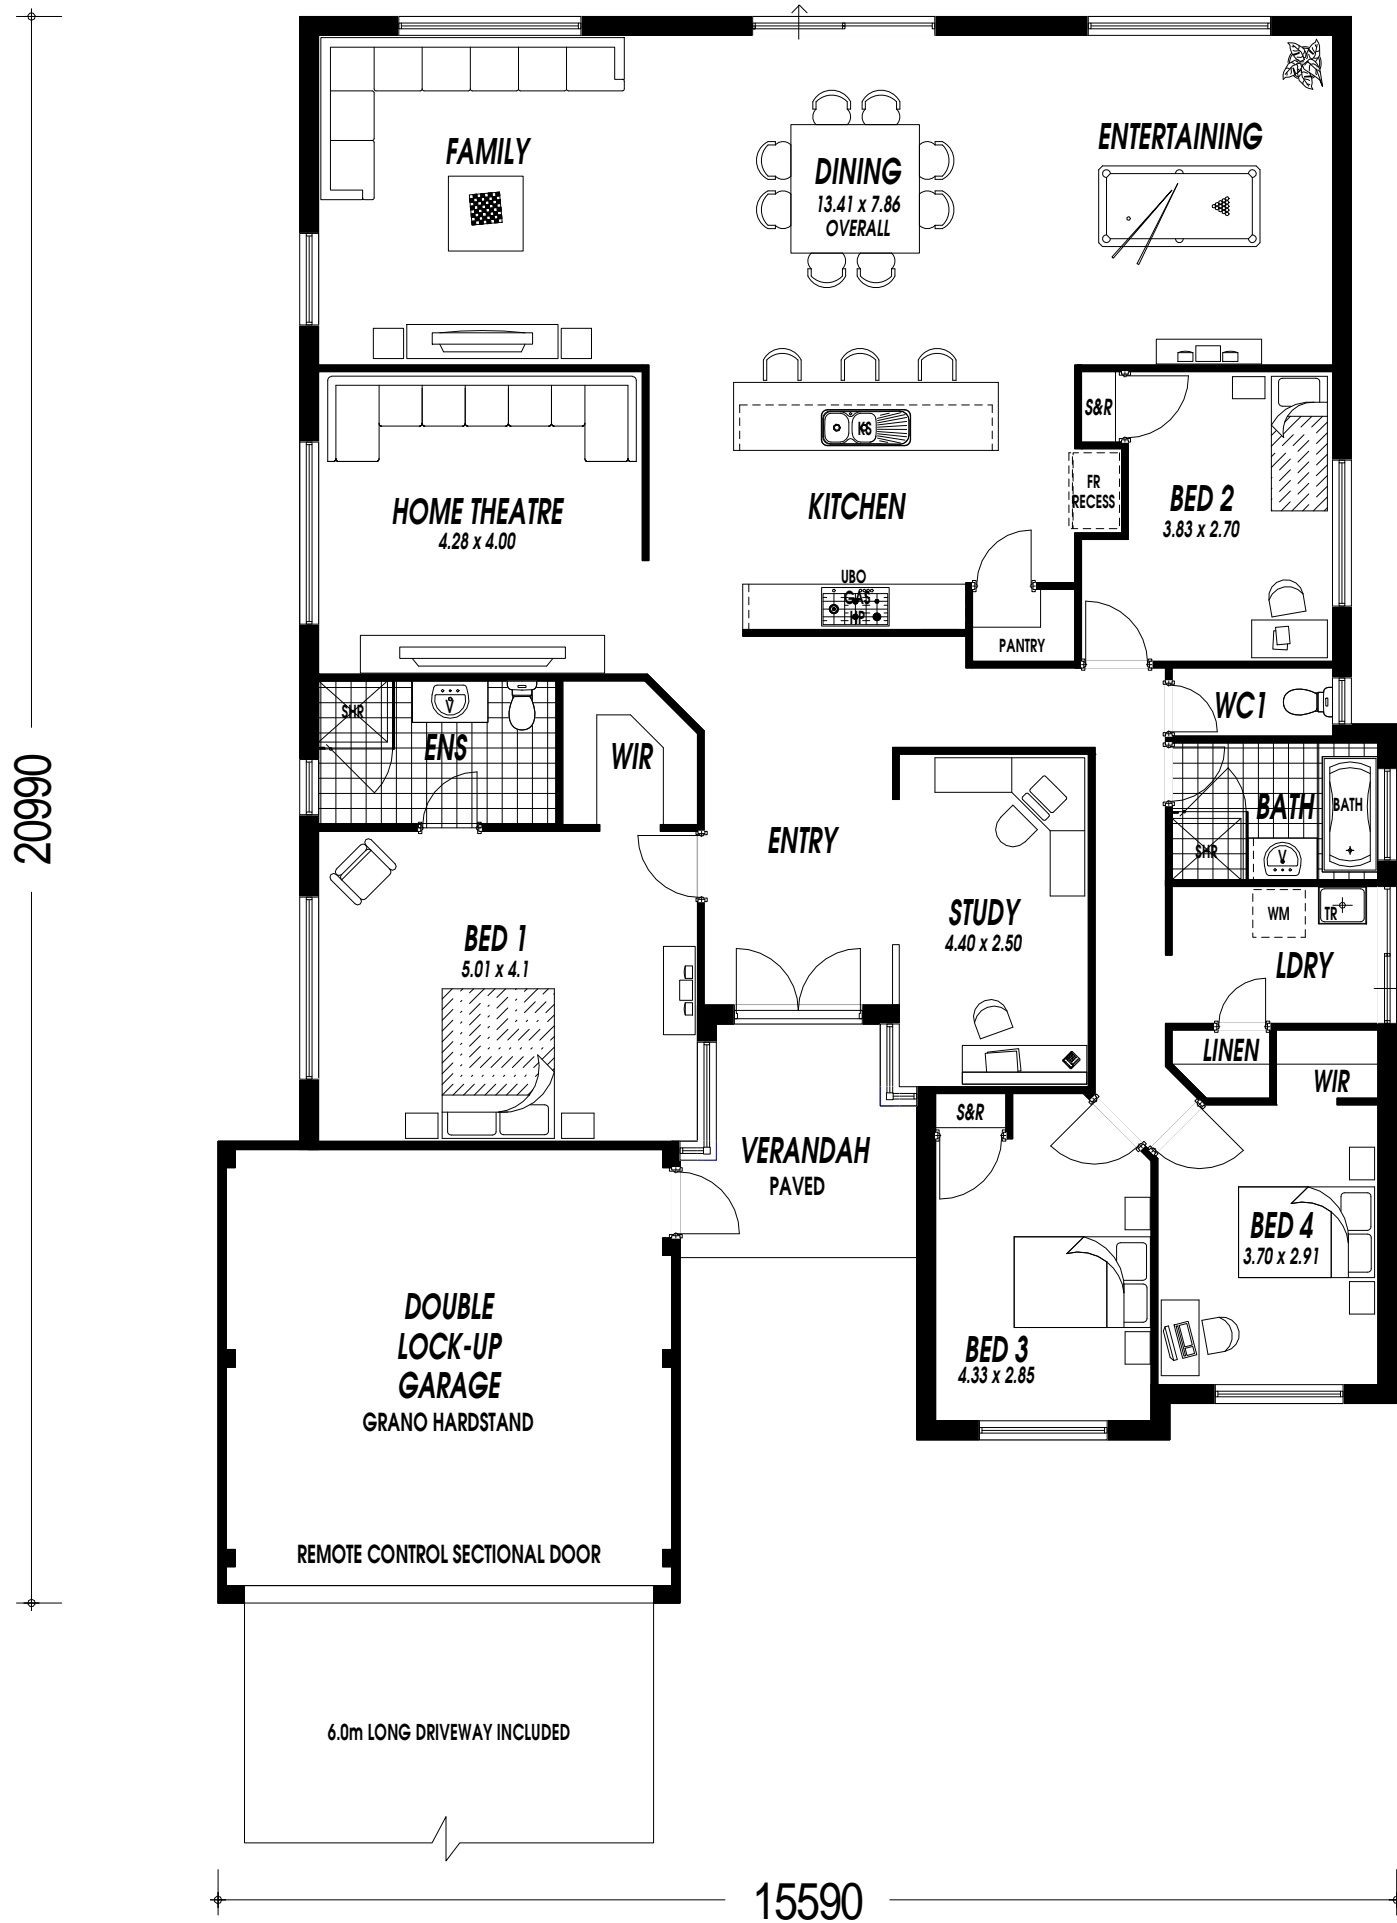 FAMILY
ENTERTAINING
DINING
13.41 x 7.86
OVERALL
S&R
KS
HOME THEATRE
4.28 x 4.00
KITCHEN
FR
RECESS
BED 2
3.83 x 2.70
UBO
GAS
HP
PANTRY
SHR
ENS
WIR
WC1
20990
ENTRY
BATH
BATH
SHR
BED 1
5.01 x 4.1
STUDY
4.40 x 2.50
WM
TR
LDRY
LINEN
WIR
S&R
VERANDAH
PAVED
BED 4
3.70 x 2.91
DOUBLE
LOCK-UP
GARAGE
GRANO HARDSTAND
BED 3
4.33 x 2.85
REMOTE CONTROL SECTIONAL DOOR
6.0m LONG DRIVEWAY INCLUDED
15590